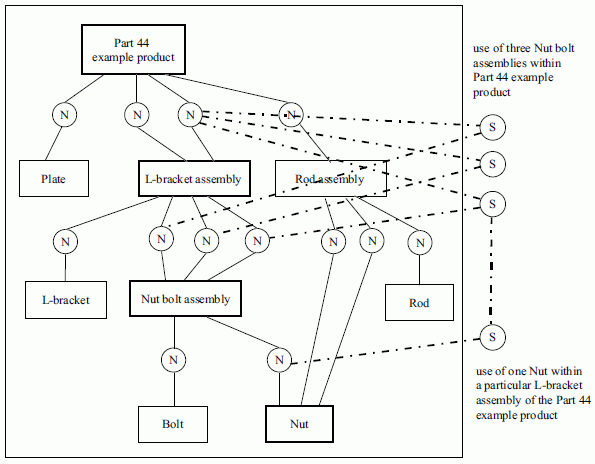 Part 44
example product
use of three Nut bolt
assemblies within
Part 44 example
product
N
N
N
N
S
S
Plate
L-bracket assembly
Rod assembly
S
N
N
N
N
N
N
N
L-bracket
Nut bolt assembly
Rod
S
N
N
use of one Nut within
a particular L-bracket
assembly of the Part 44
example product
Bolt
Nut